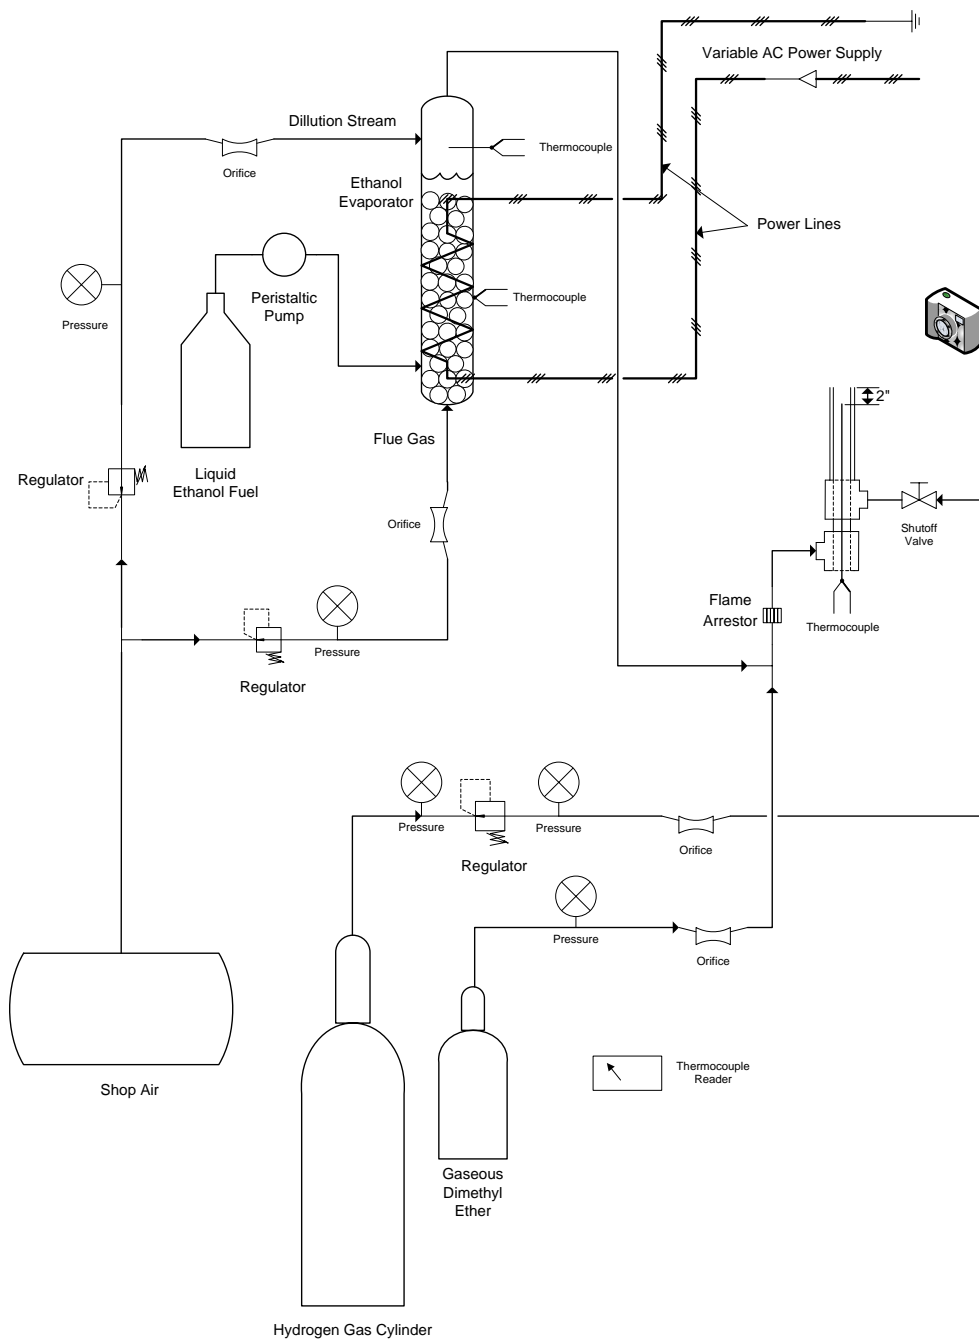 Variable AC Power Supply
Dillution Stream
Thermocouple
Orifice
Ethanol
Evaporator
Power Lines
Peristaltic
Pump
Thermocouple
Pressure
2"
Flue Gas
Regulator
Liquid
Ethanol Fuel
Orifice
Shutoff
Valve
Flame
Arrestor
Thermocouple
Pressure
Regulator
Pressure
Pressure
Regulator
Orifice
Pressure
Orifice
Shop Air
Thermocouple
Reader
Gaseous
Dimethyl
Ether
Hydrogen Gas Cylinder